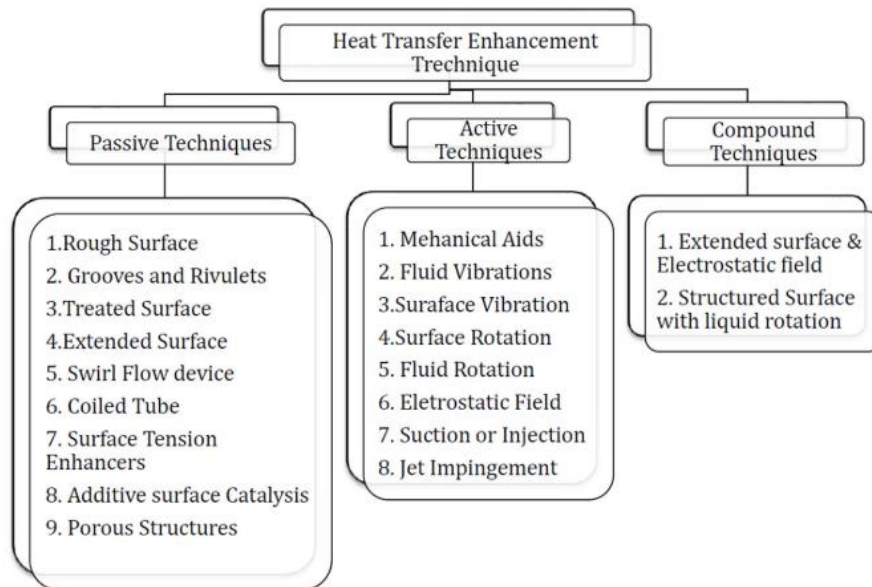 Heat Transfer Enhancement
Trechnique
Passive Techniques
Active
Techniques
Compound
Techniques
1.Rough Surface
2. Grooves and Rivulets
3.Treated Surface
4.Extended Surface
5. Swirl Flow device
6. Coiled Tube
7. Surface Tension
Enhancers
8. Additive surface Catalysis
9. Porous Structures
1. Mehanical Aids
2. Fluid Vibrations
3.Suraface Vibration
4.Surface Rotation
5. Fluid Rotation
6. Eletrostatic Field
7. Suction or Injection
8. Jet Impingement
1. Extended surface &
Electrostatic field
2. Structured Surface
with liquid rotation